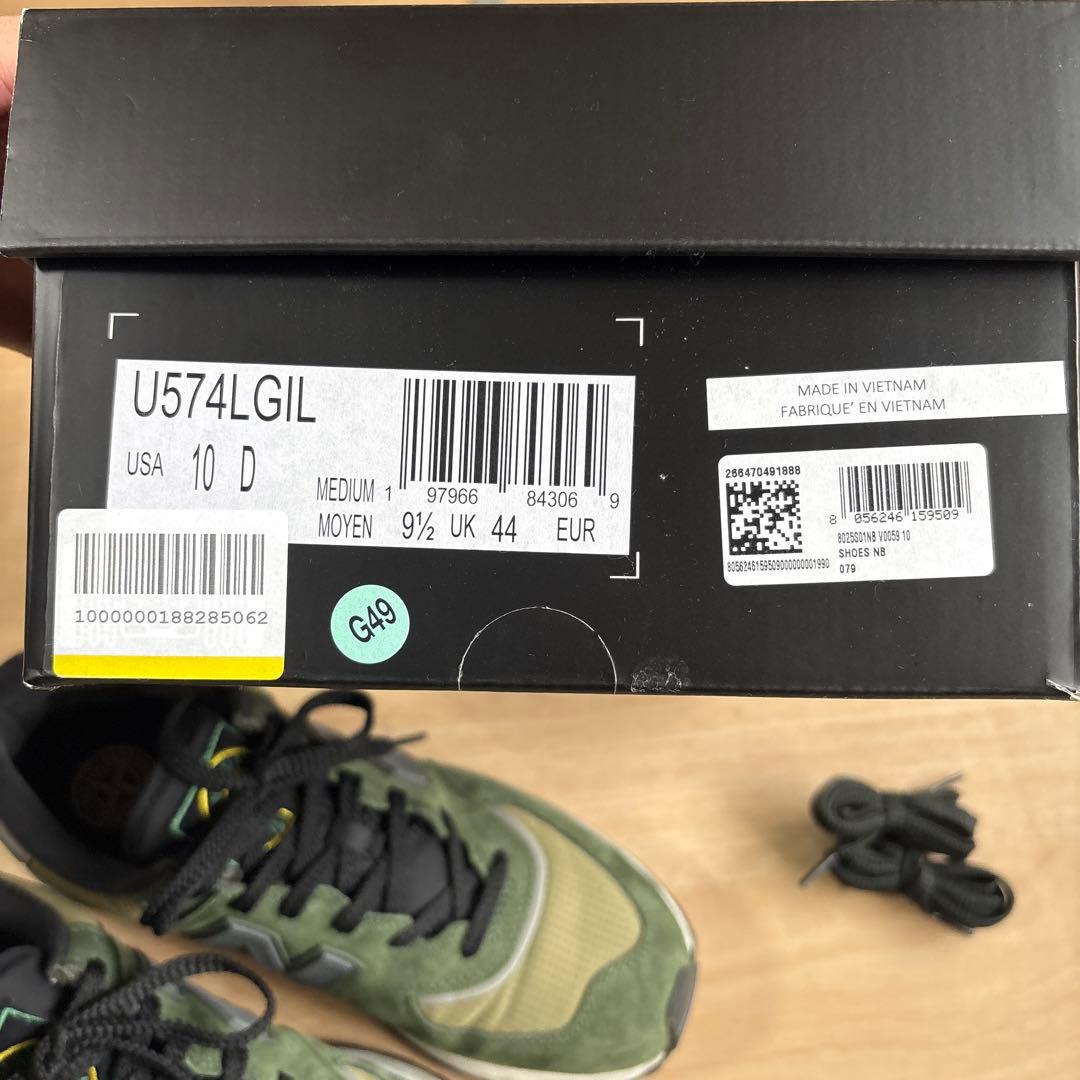 U574LGIL
USA 10 D
MEDIUM
MOYEN
1 97966 84306 9
9½ UK 44 EUR
MADE IN VIETNAM
FABRIQUE' EN VIETNAM
266470491888
8 056246 159509
8025S01NB V0059 10
SHOES NB
079
8056246159509000000001990
1000000188285062
G49